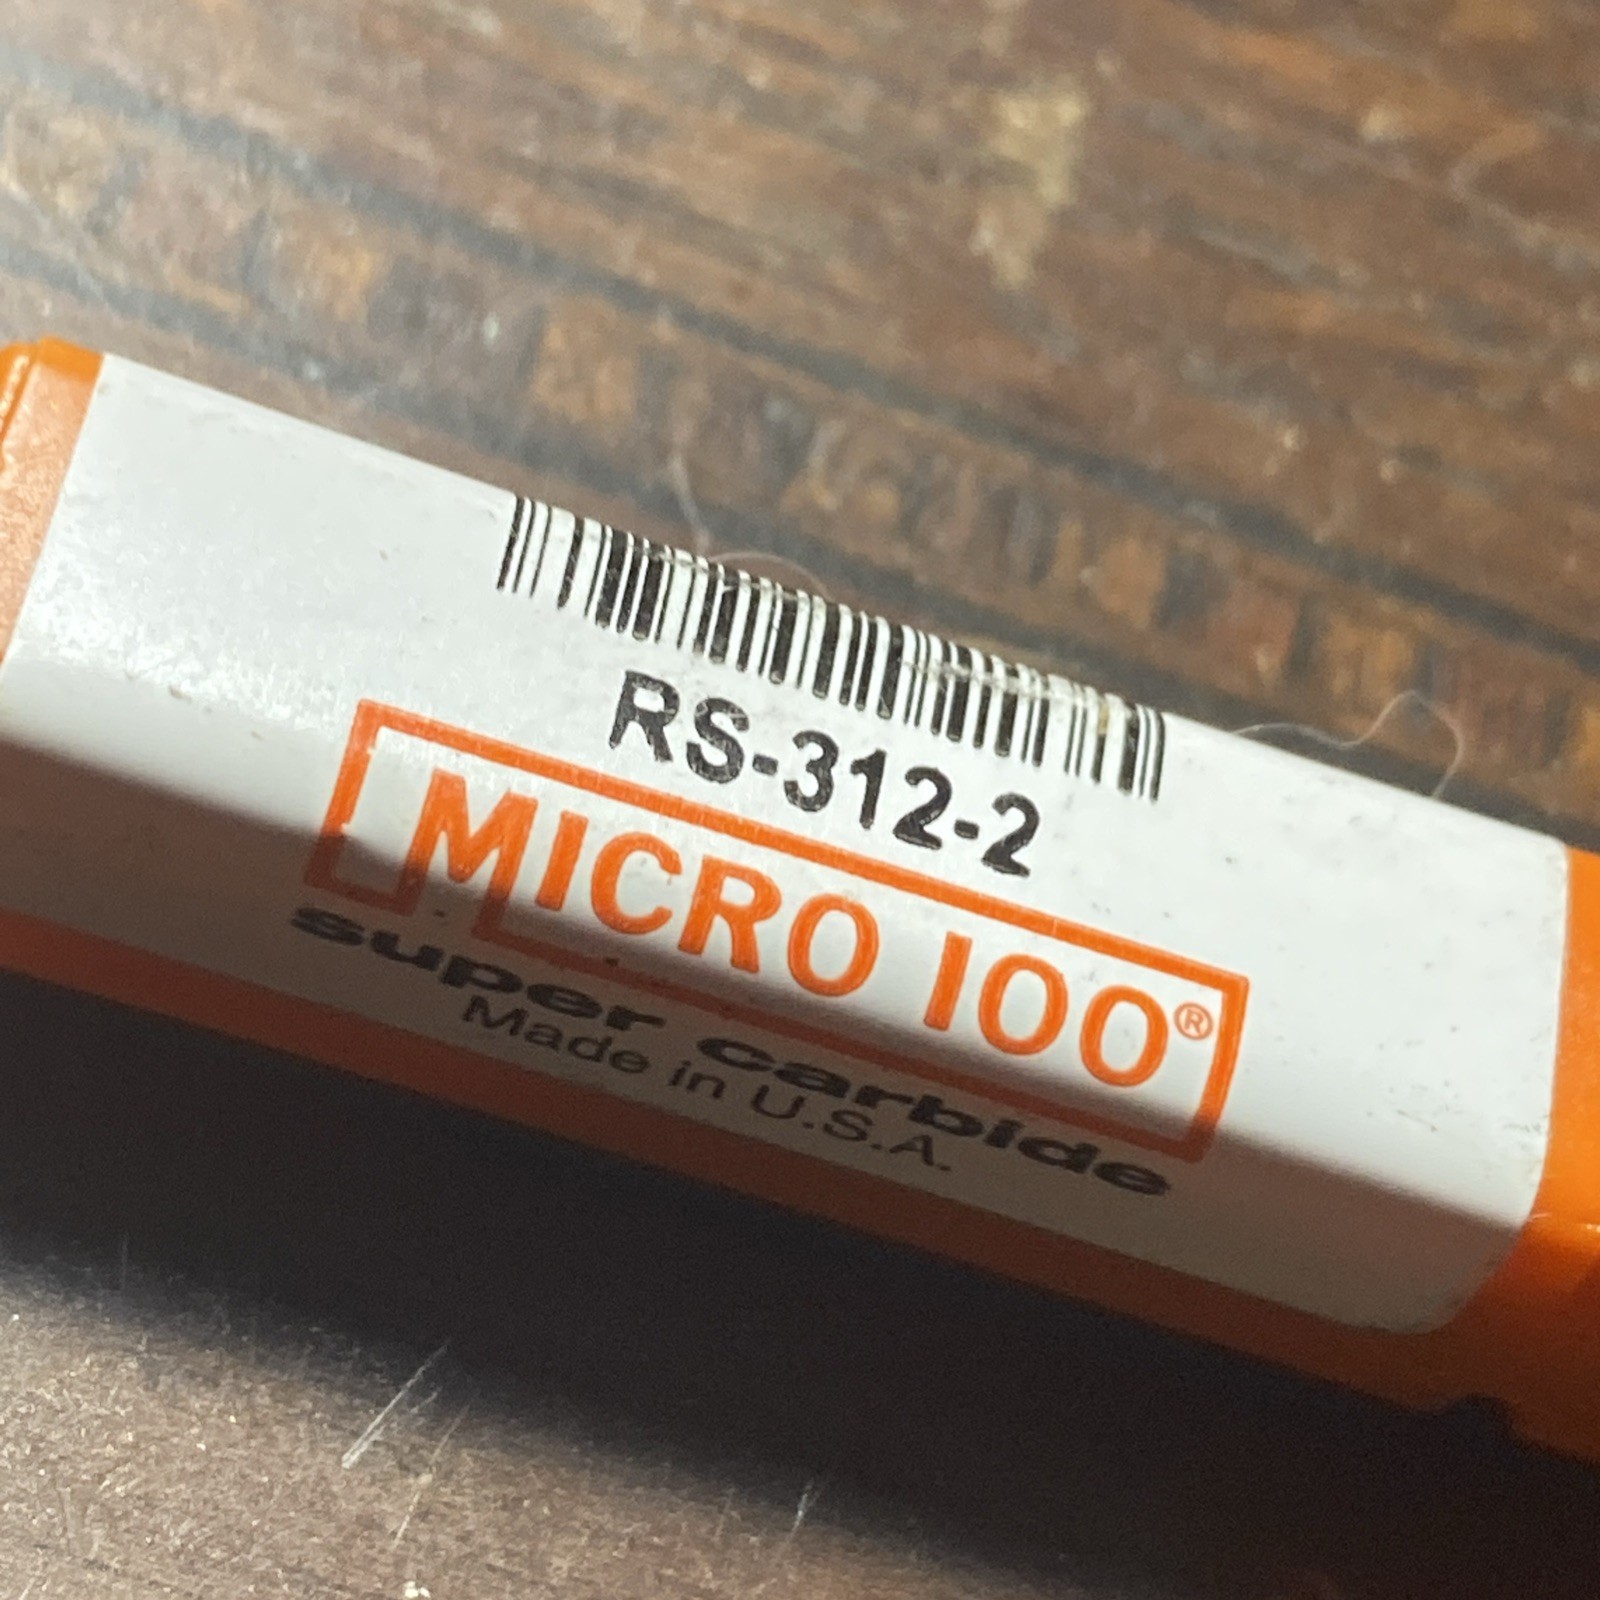 RS-312-2
MICRO 100®
super carbide
Made in U.S.A.